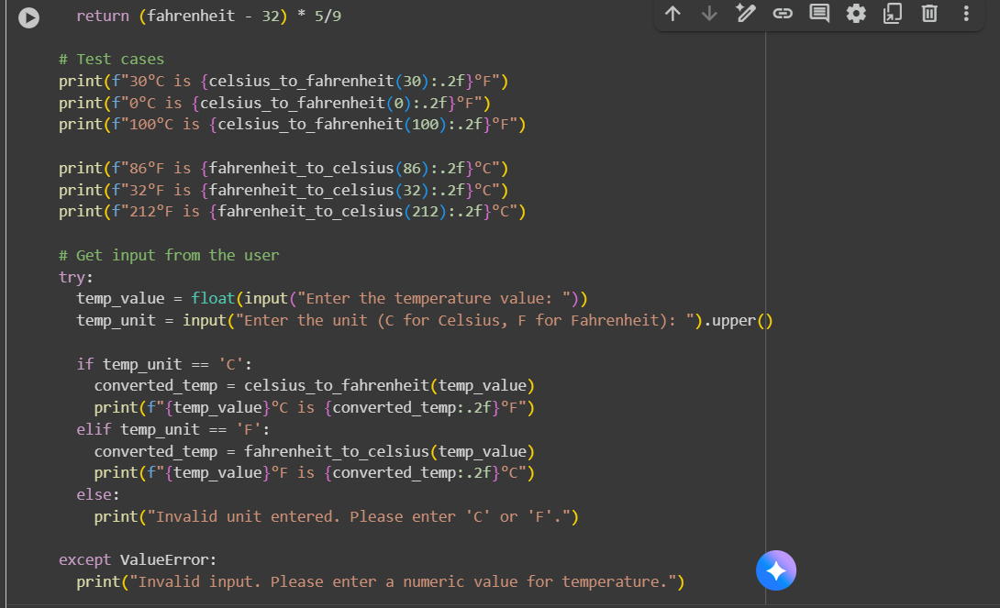 return (fahrenheit - 32) * 5/9
# Test cases
print(f"30°C is {celsius_to_fahrenheit(30):.2f}°F")
print(f"0°C is {celsius_to_fahrenheit(0):.2f}°F")
print(f"100°C is {celsius_to_fahrenheit(100):.2f}°F")
print(f"86°F is {fahrenheit_to_celsius(86):.2f}°C")
print(f"32°F is {fahrenheit_to_celsius(32):.2f}°C")
print(f"212°F is {fahrenheit_to_celsius(212):.2f}°C")
# Get input from the user
try:
  temp_value = float(input("Enter the temperature value: "))
  temp_unit = input("Enter the unit (C for Celsius, F for Fahrenheit): ").upper()
  if temp_unit == 'C':
    converted_temp = celsius_to_fahrenheit(temp_value)
    print(f"{temp_value}°C is {converted_temp:.2f}°F")
  elif temp_unit == 'F':
    converted_temp = fahrenheit_to_celsius(temp_value)
    print(f"{temp_value}°F is {converted_temp:.2f}°C")
  else:
    print("Invalid unit entered. Please enter 'C' or 'F'.")
except ValueError:
  print("Invalid input. Please enter a numeric value for temperature.")